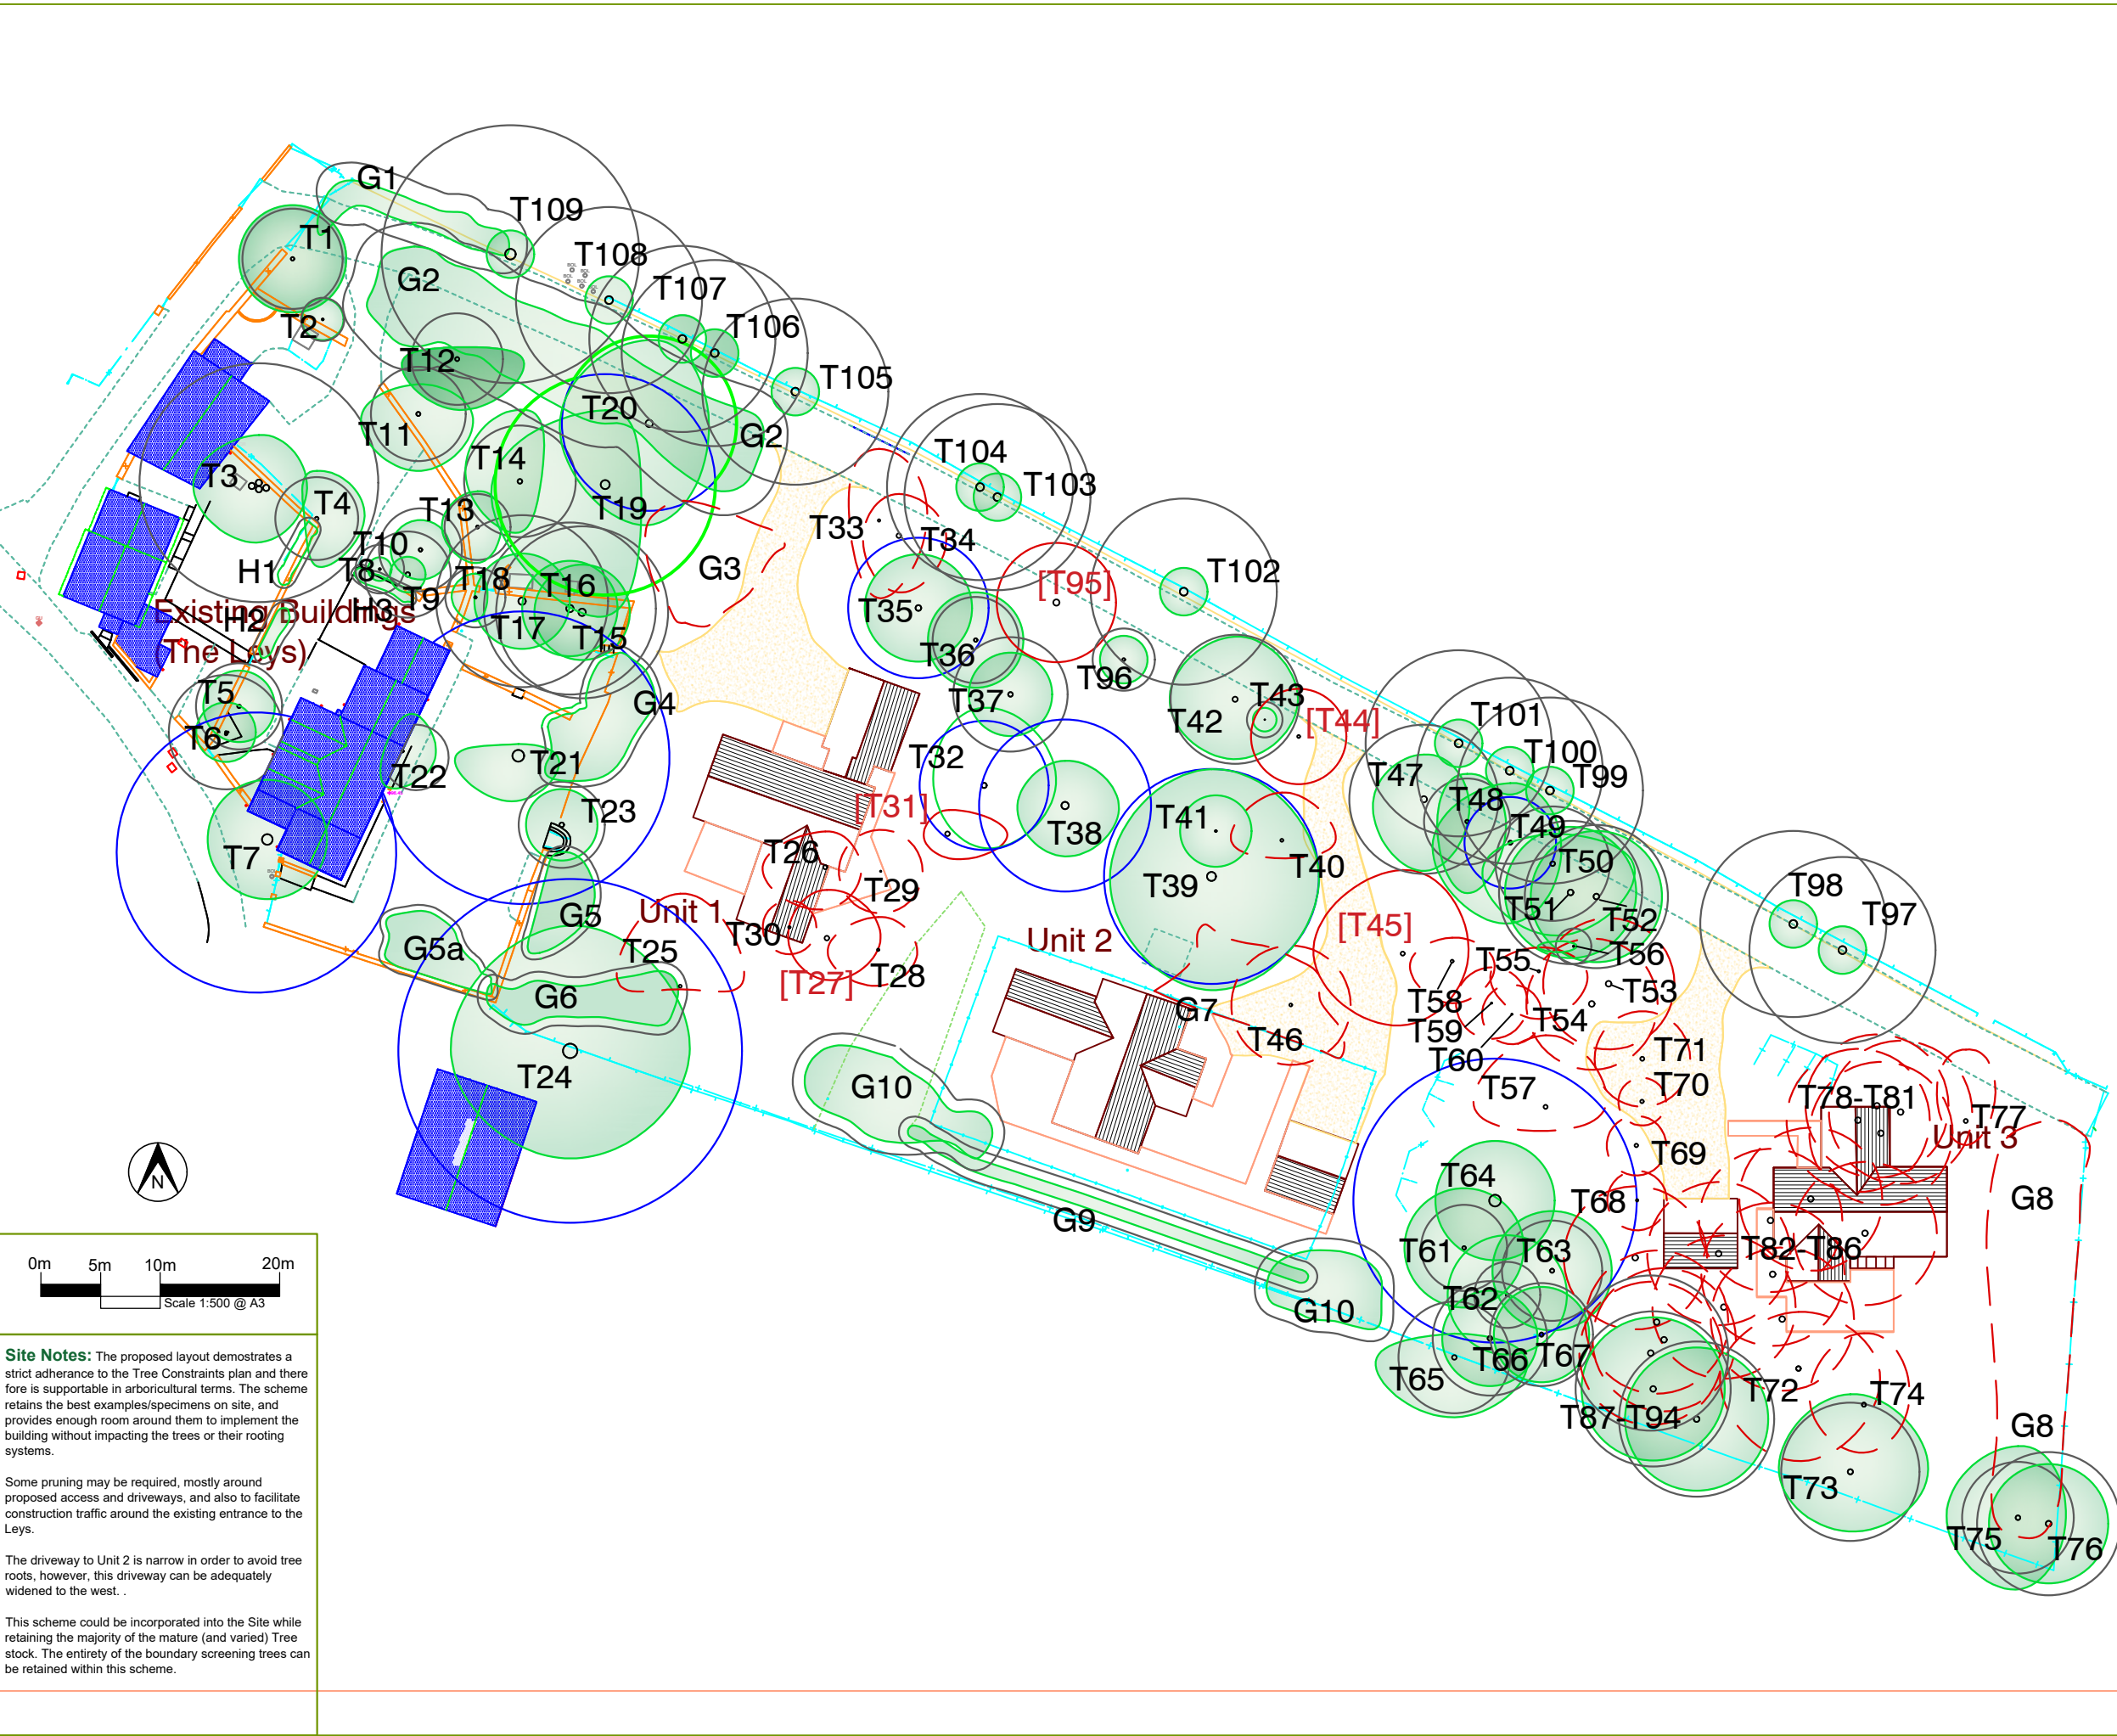 G1
T109
T1
T108
G2
T107
T2
T106
T12
T105
T20
T11
G2
T14
T104
T3
T103
T4
T19
T13
T33
T34
T10
H1
T8
G3
T102
T18
T16
[T95]
T9
H3
Existing Buildings
H2
T35
T17
T15
(The Leys)
T36
T96
T5
G4
T37
T43
T42
[T44]
T101
T6
T32
T100
T21
T22
T47
T99
T23
[T31]
T48
T38
T41
T49
T7
T26
T40
T50
T29
T39
T98
Unit 1
G5
T51
T52
T97
T30
[T45]
Unit 2
G5a
T25
T56
T55
[T27]
T28
T53
G6
T58
G7
T54
T59
T46
T71
T60
T24
G10
T57
T70
T78-T81
T77
Unit 3
T69
T64
T68
G8
G9
T61
T63
T82-T86
T62
G10
T66
T67
T65
T72
T74
T87-T94
G8
T73
T75
T76
N
0m 5m 10m 20m
Scale 1:500 @ A3
Site Notes: The proposed layout demostrates a
strict adherence to the Tree Constraints plan and there
fore is supportable in arboricultural terms. The scheme
retains the best examples/specimens on site, and
provides enough room around them to implement the
building without impacting the trees or their rooting
systems.
Some pruning may be required, mostly around
proposed access and driveways, and also to facilitate
construction traffic around the existing entrance to the
Leys.
The driveway to Unit 2 is narrow in order to avoid tree
roots, however, this driveway can be adequately
widened to the west. .
This scheme could be incorporated into the Site while
retaining the majority of the mature (and varied) Tree
stock. The entirety of the boundary screening trees can
be retained within this scheme.